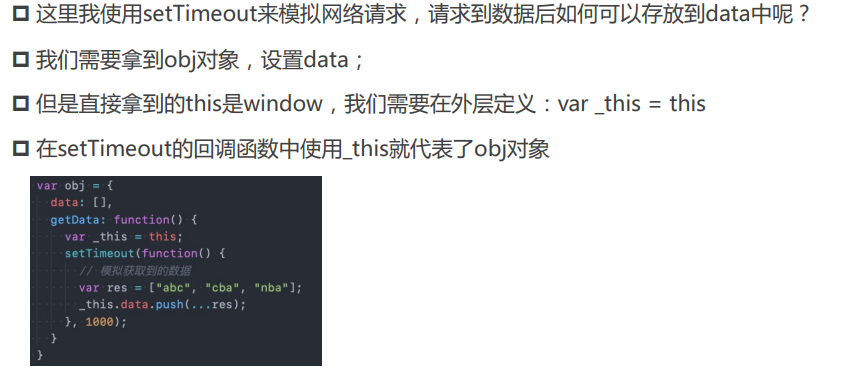 这里我使用setTimeout来模拟网络请求，请求到数据后如何可以存放到data中呢？
我们需要拿到obj对象，设置data；
但是直接拿到的this是window，我们需要在外层定义：var _this = this
在setTimeout的回调函数中使用_this就代表了obj对象
var obj = {
  data: [],
  getData: function() {
    var _this = this;
    setTimeout(function() {
      // 模拟获取到的数据
      var res = ["abc", "cba", "nba"];
      _this.data.push(...res);
    }, 1000);
  }
}